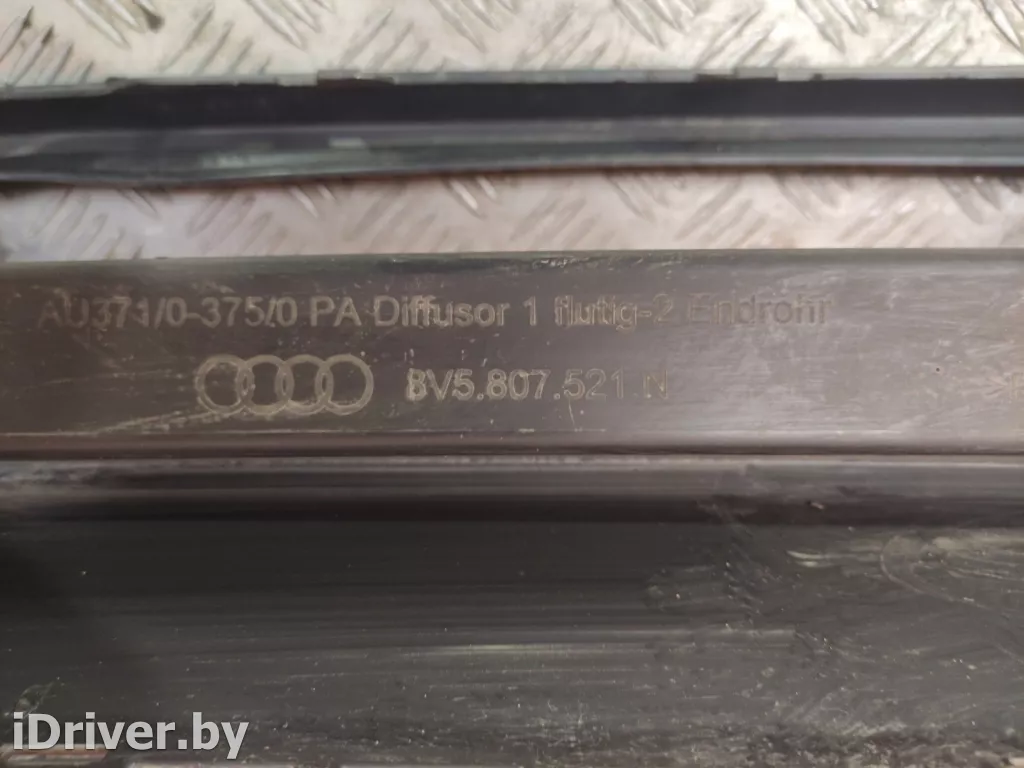 AU371/0-375/0 PA Diffusor 1 flutig-2 Endrohr
8V5.807.521 N
iDriver.by